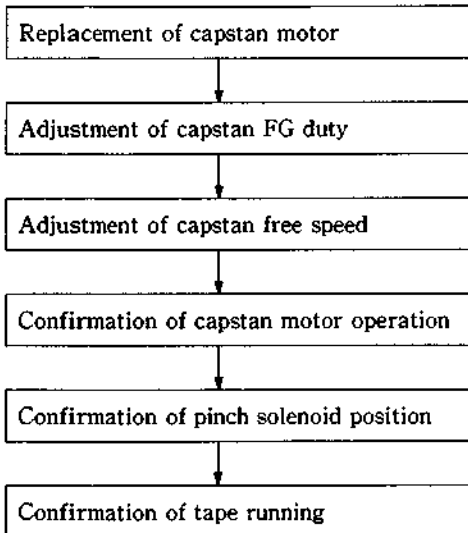 Replacement of capstan motor
Adjustment of capstan FG duty
Adjustment of capstan free speed
Confirmation of capstan motor operation
Confirmation of pinch solenoid position
Confirmation of tape running